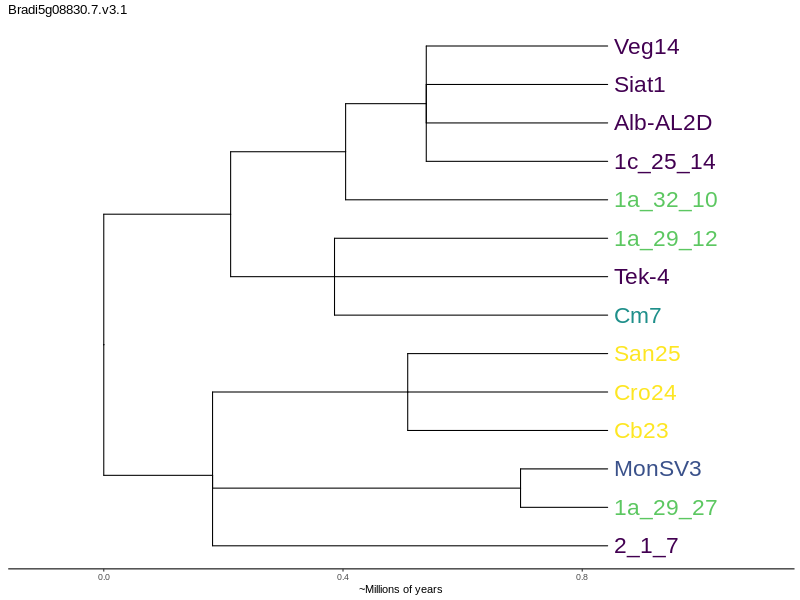 Bradi5g08830.7.v3.1
Veg14
Siat1
Alb-AL2D
1c_25_14
1a_32_10
1a_29_12
Tek-4
Cm7
San25
Cro24
Cb23
MonSV3
1a_29_27
2_1_7
0.0 0.4 0.8
~Millions of years